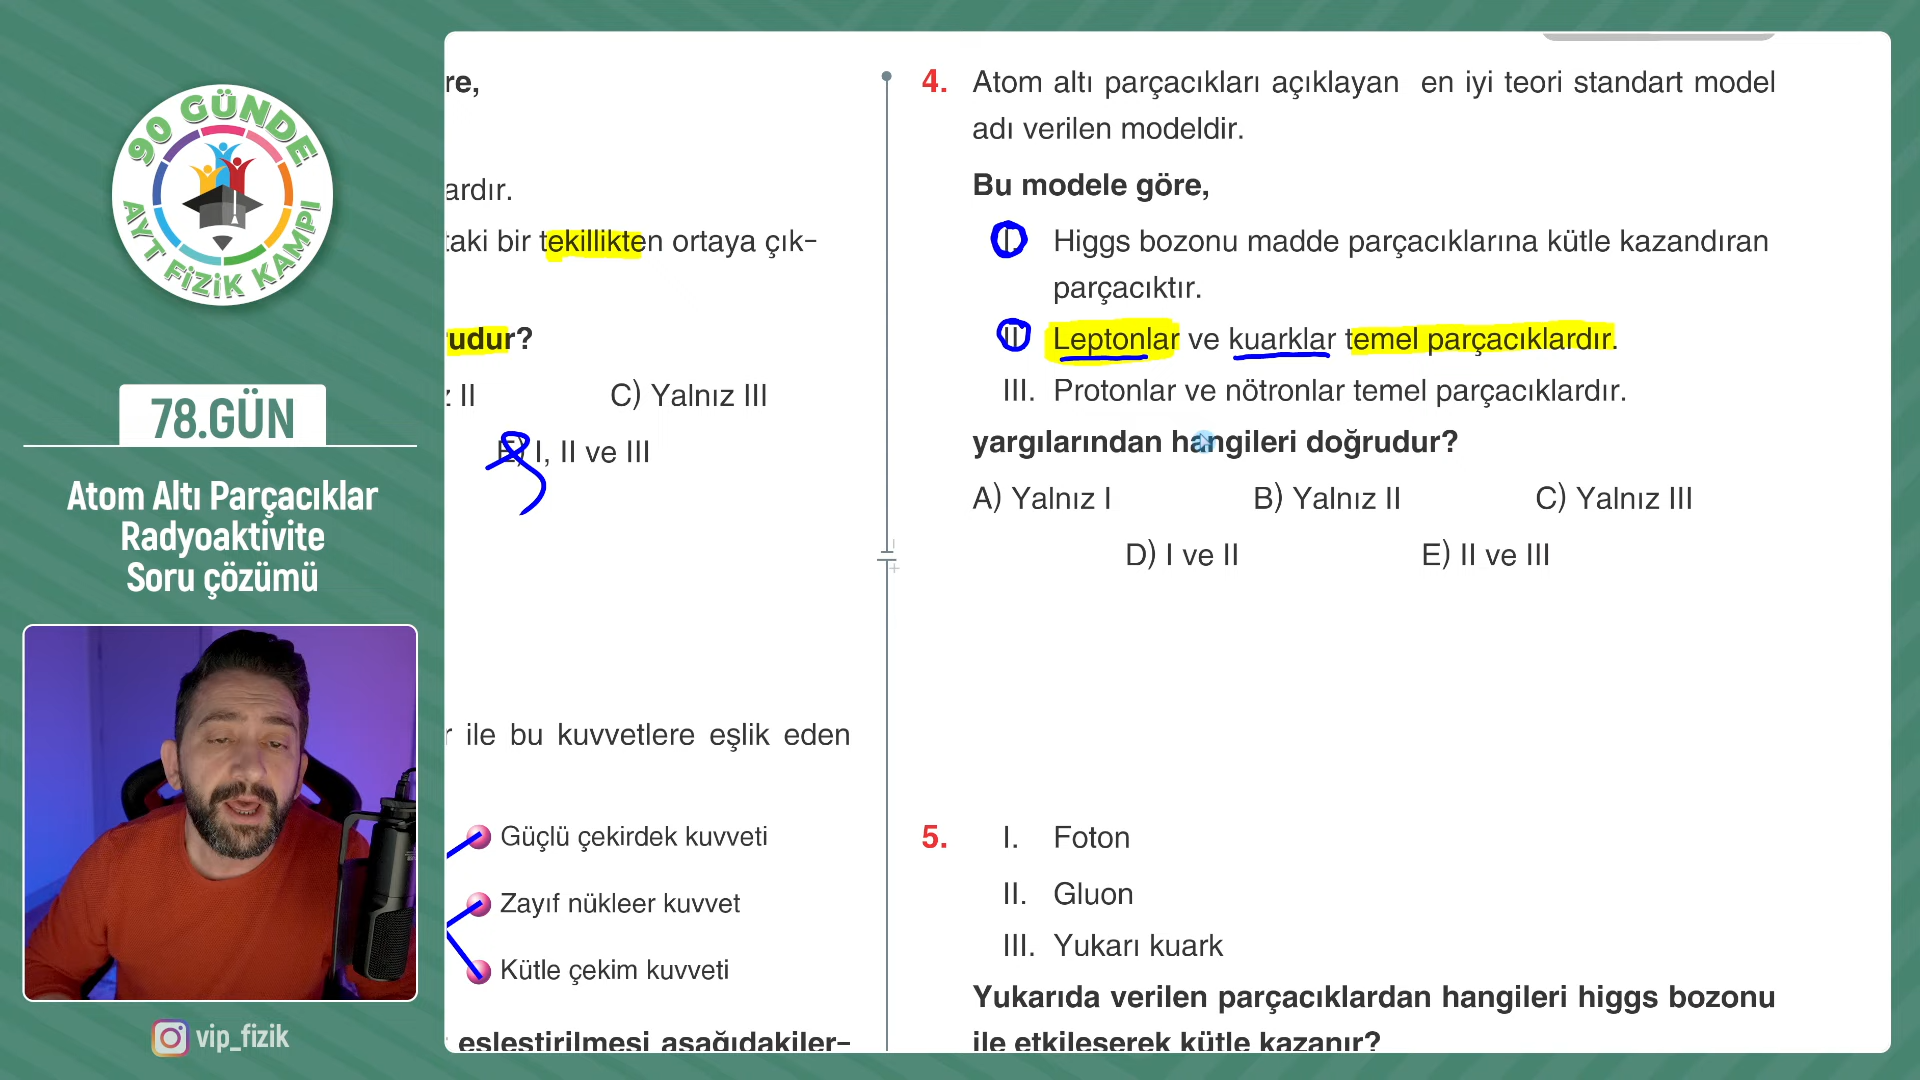 90 GÜNDE
AYT FİZİK KAMPI
78.GÜN
Atom Altı Parçacıklar
Radyoaktivite
Soru çözümü
vip_fizik
re,
ardır.
taki bir tekillikten ortaya çık-
udur?
II
C) Yalnız III
E) I, II ve III
ile bu kuvvetlere eşlik eden
Güçlü çekirdek kuvveti
Zayıf nükleer kuvvet
Kütle çekim kuvveti
eşleştirilmesi aşağıdakiler-
4. Atom altı parçacıkları açıklayan en iyi teori standart model
adı verilen modeldir.
Bu modele göre,
I. Higgs bozonu madde parçacıklarına kütle kazandıran
parçacıktır.
II. Leptonlar ve kuarklar temel parçacıklardır.
III. Protonlar ve nötronlar temel parçacıklardır.
yargılarından hangileri doğrudur?
A) Yalnız I B) Yalnız II C) Yalnız III
D) I ve II E) II ve III
5. I. Foton
II. Gluon
III. Yukarı kuark
Yukarıda verilen parçacıklardan hangileri higgs bozonu
ile etkileşerek kütle kazanır?